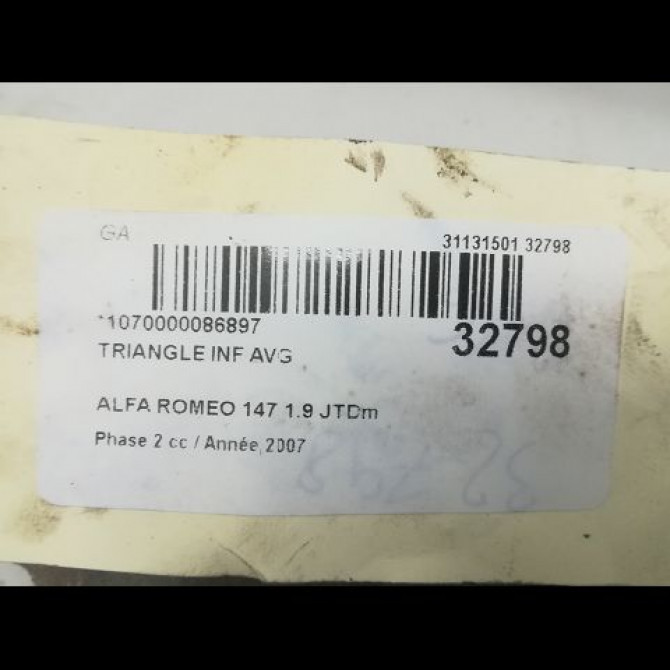 GA
31131501 32798
*1070000086897
32798
TRIANGLE INF AVG
ALFA ROMEO 147 1.9 JTDm
Phase 2 cc / Année 2007